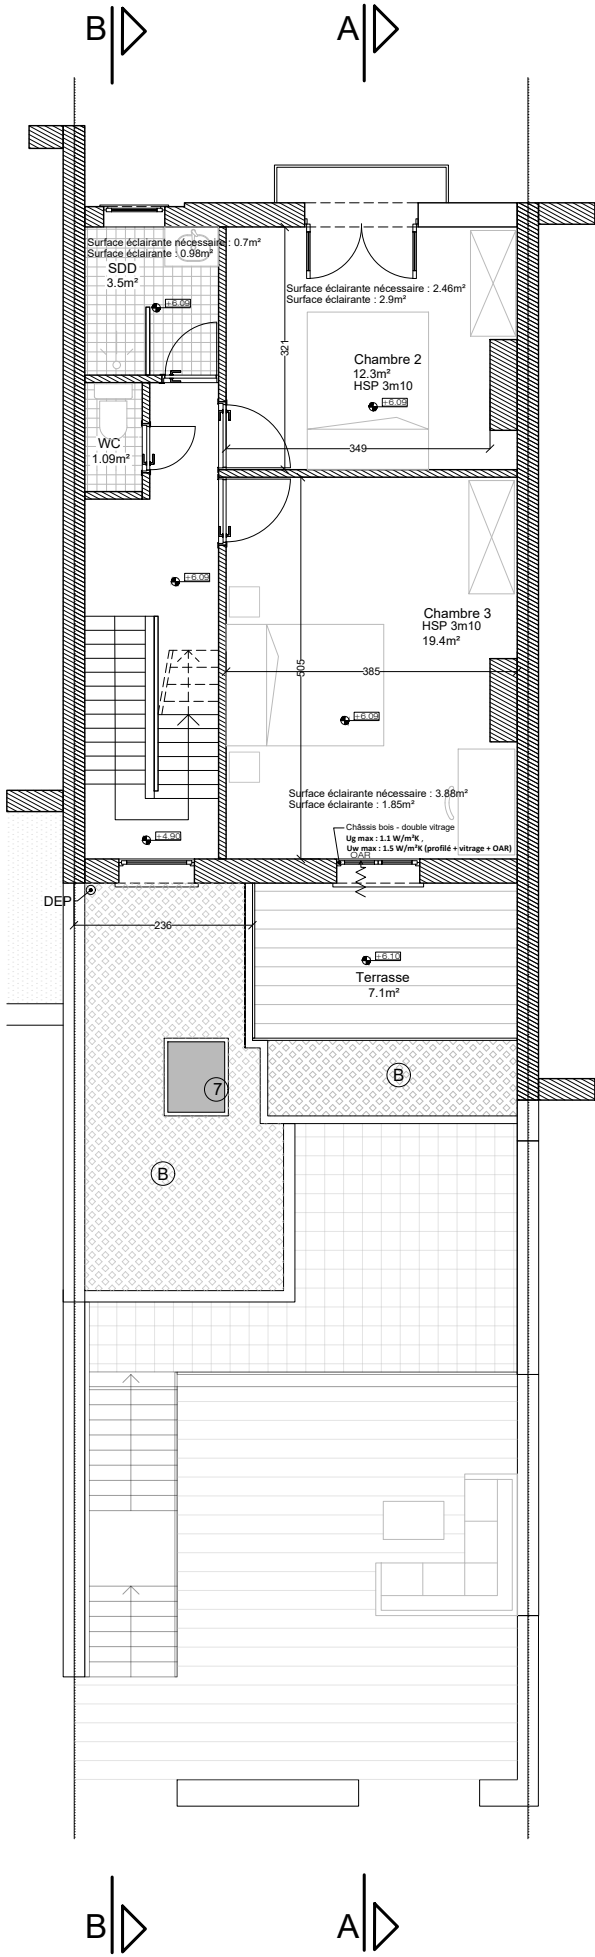 B
A
Surface éclairante nécessaire : 0.7m²
Surface éclairante : 0.98m²
SDD
3.5m²
+6.09
Surface éclairante nécessaire : 2.46m²
Surface éclairante : 2.9m²
321
Chambre 2
12.3m²
HSP 3m10
+6.09
WC
1.09m²
349
+6.09
Chambre 3
HSP 3m10
19.4m²
505
385
+6.09
Surface éclairante nécessaire : 3.88m²
Surface éclairante : 1.85m²
Châssis bois - double vitrage
Ug max : 1.1 W/m²K ,
Uw max : 1.5 W/m²K (profilé + vitrage + OAR)
OAR
+4.90
DEP
236
+6.10
Terrasse
7.1m²
7
B
B
B
A